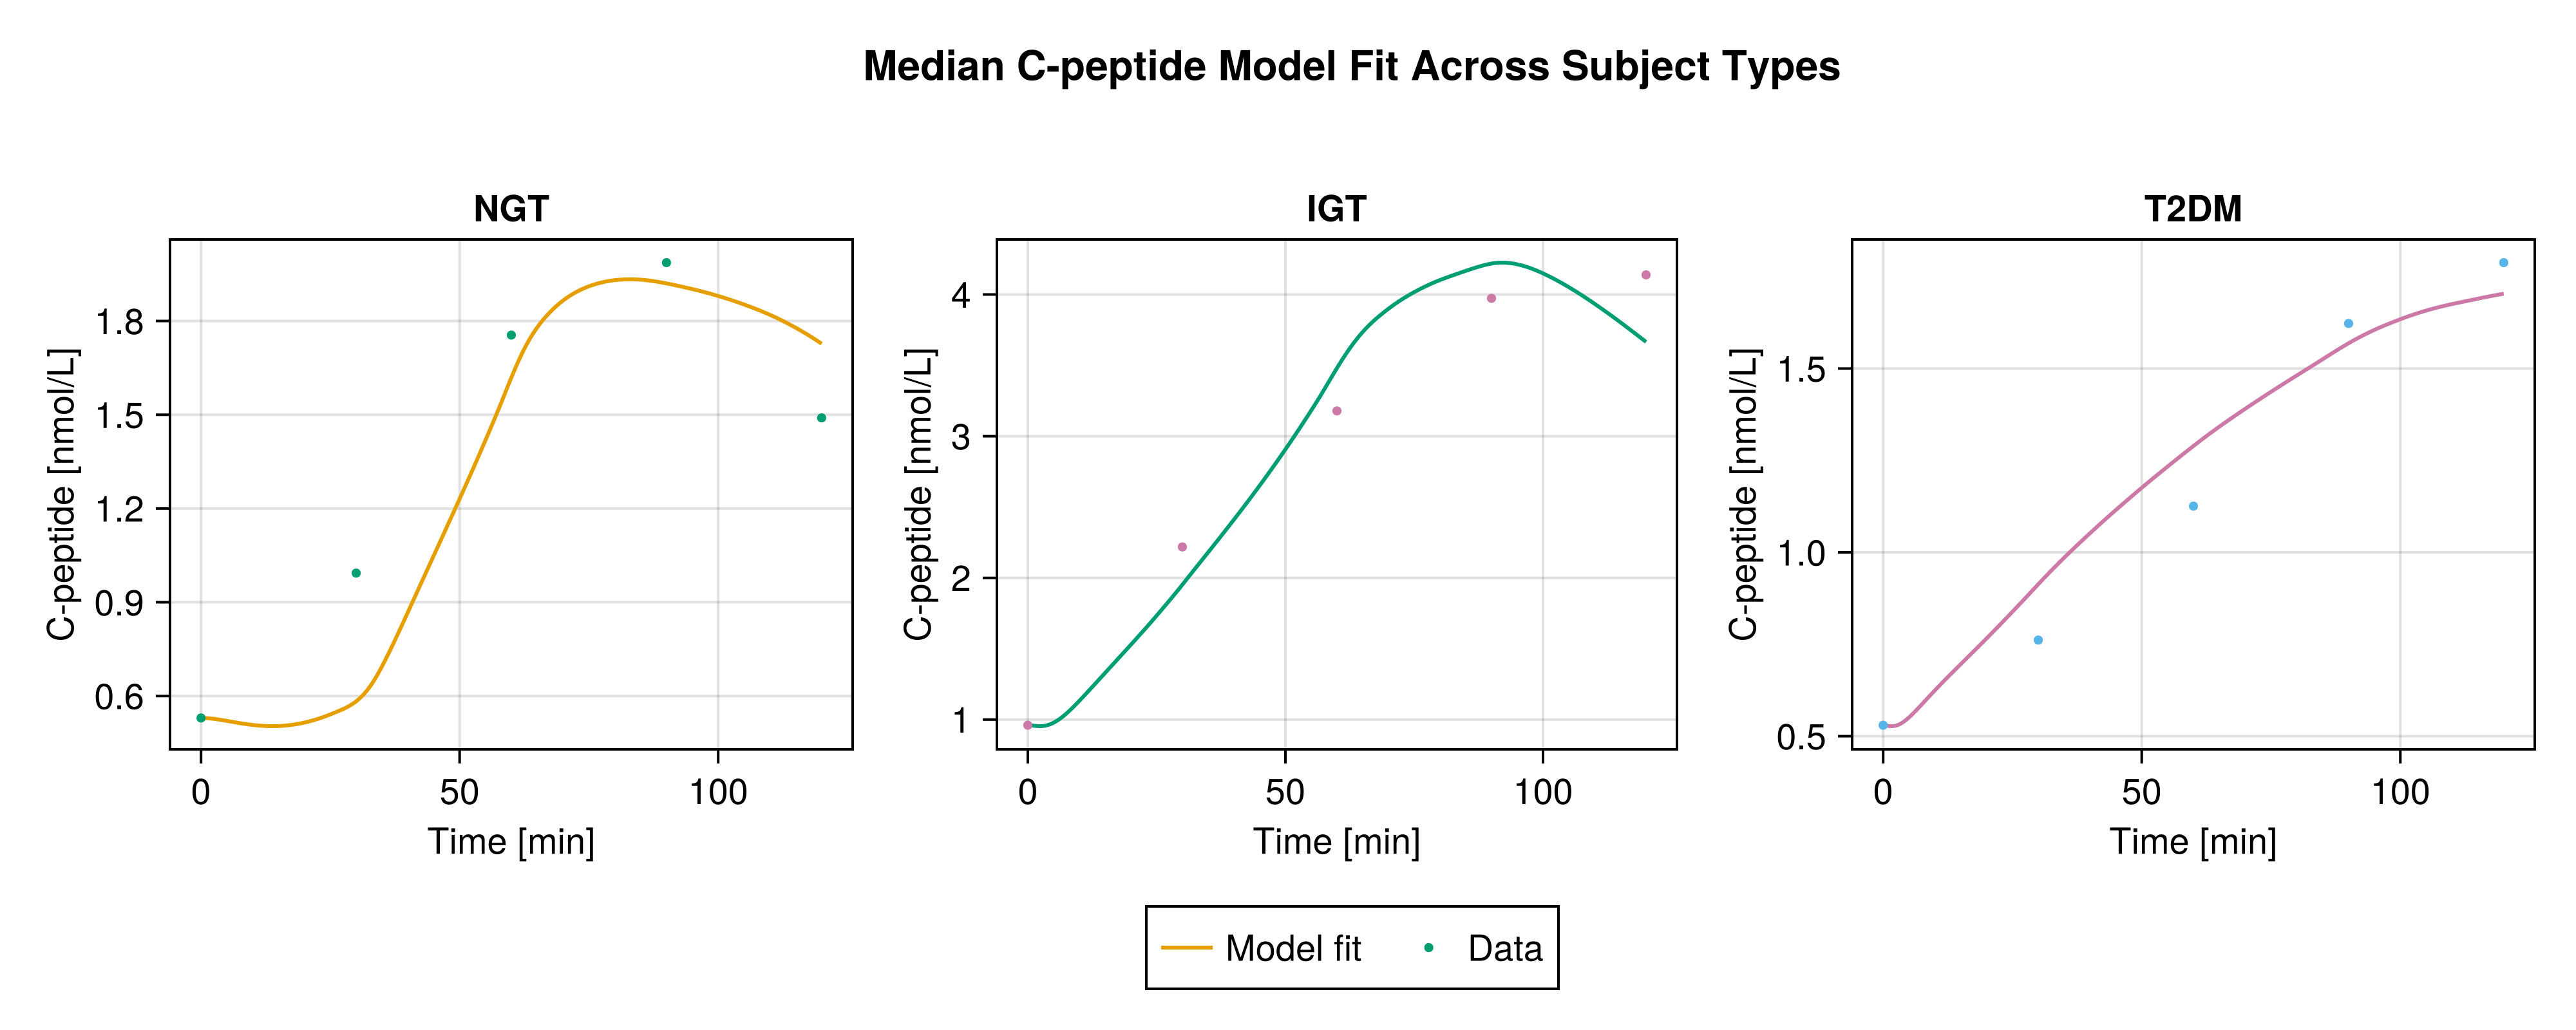 Median C-peptide Model Fit Across Subject Types
NGT
IGT
T2DM
C-peptide [nmol/L]
1.8
1.5
1.2
0.9
0.6
0
50
100
Time [min]
C-peptide [nmol/L]
4
3
2
1
0
50
100
Time [min]
C-peptide [nmol/L]
1.5
1.0
0.5
0
50
100
Time [min]
Model fit
Data